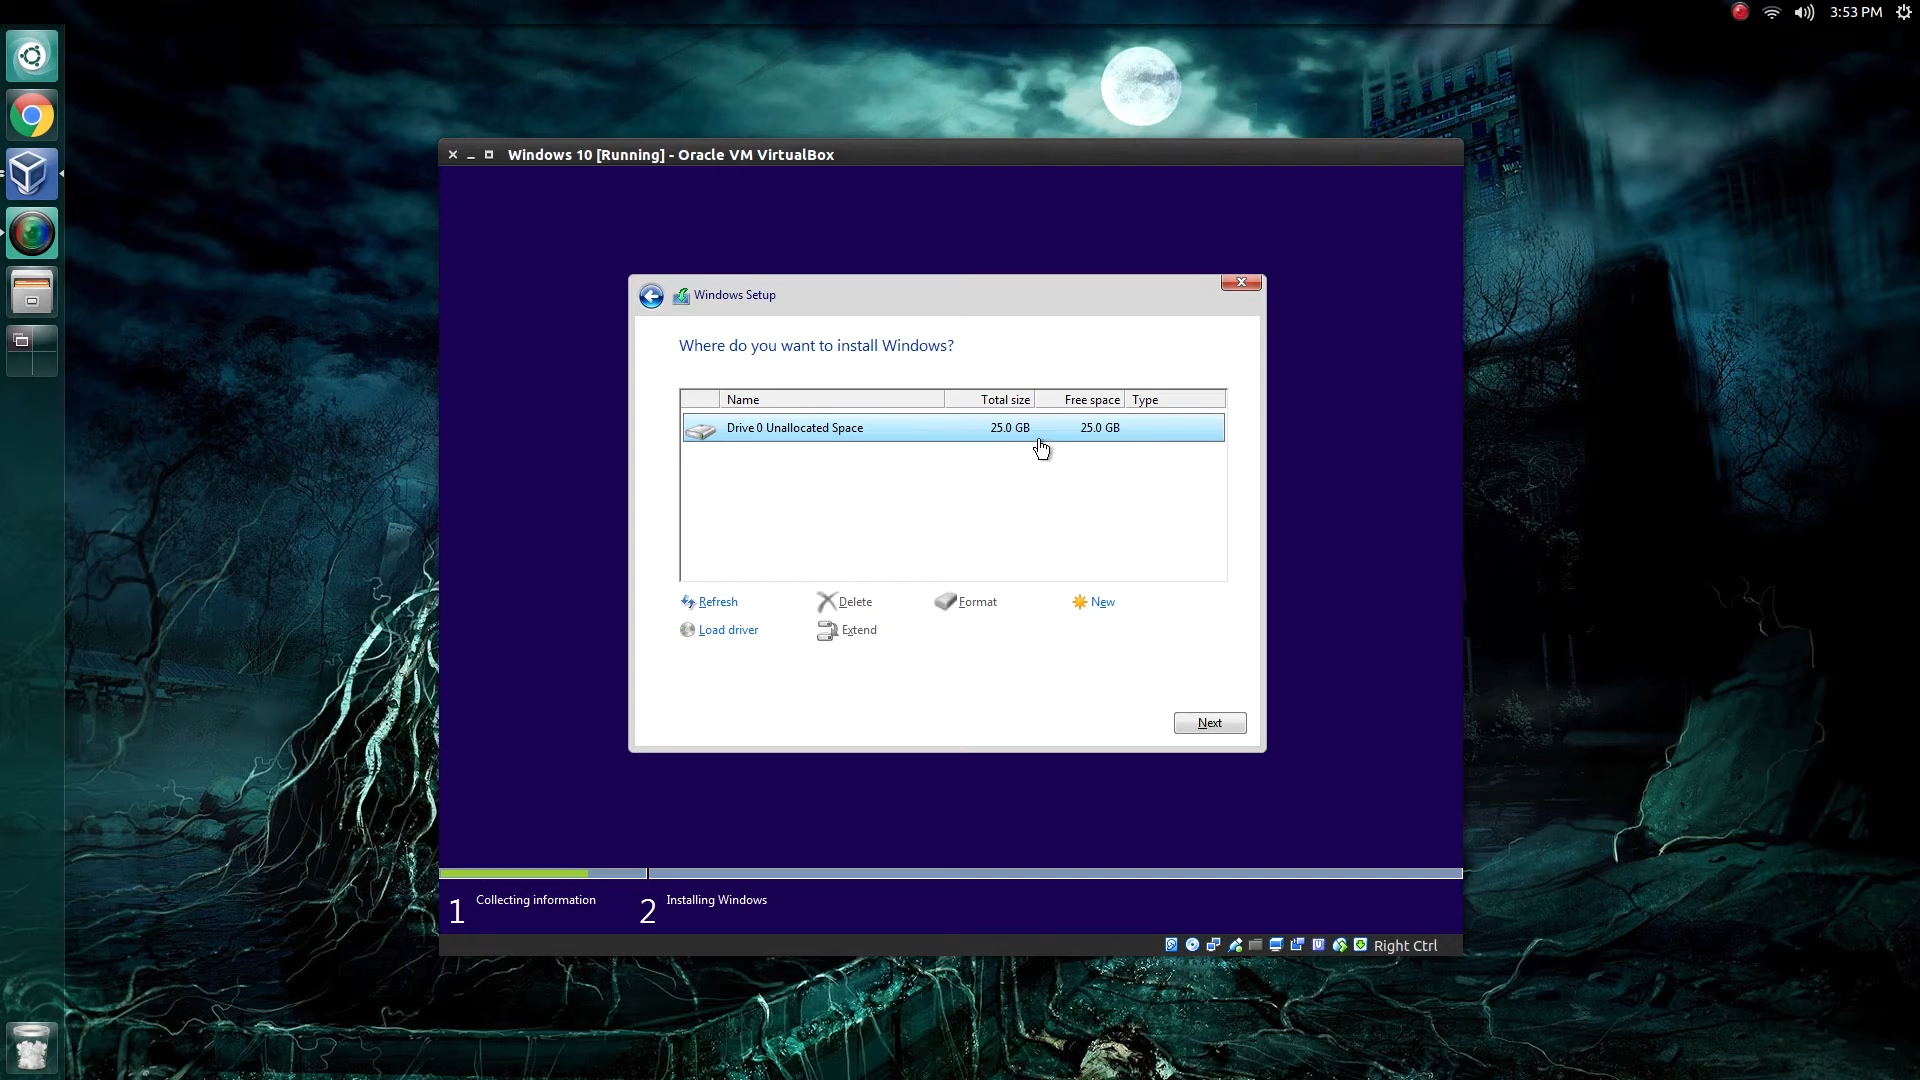 3:53 PM
Windows 10 [Running] - Oracle VM VirtualBox
Windows Setup
Where do you want to install Windows?
Name Total size Free space Type
Drive 0 Unallocated Space 25.0 GB 25.0 GB
Refresh Delete Format New
Load driver Extend
Next
1 Collecting information 2 Installing Windows
Right Ctrl